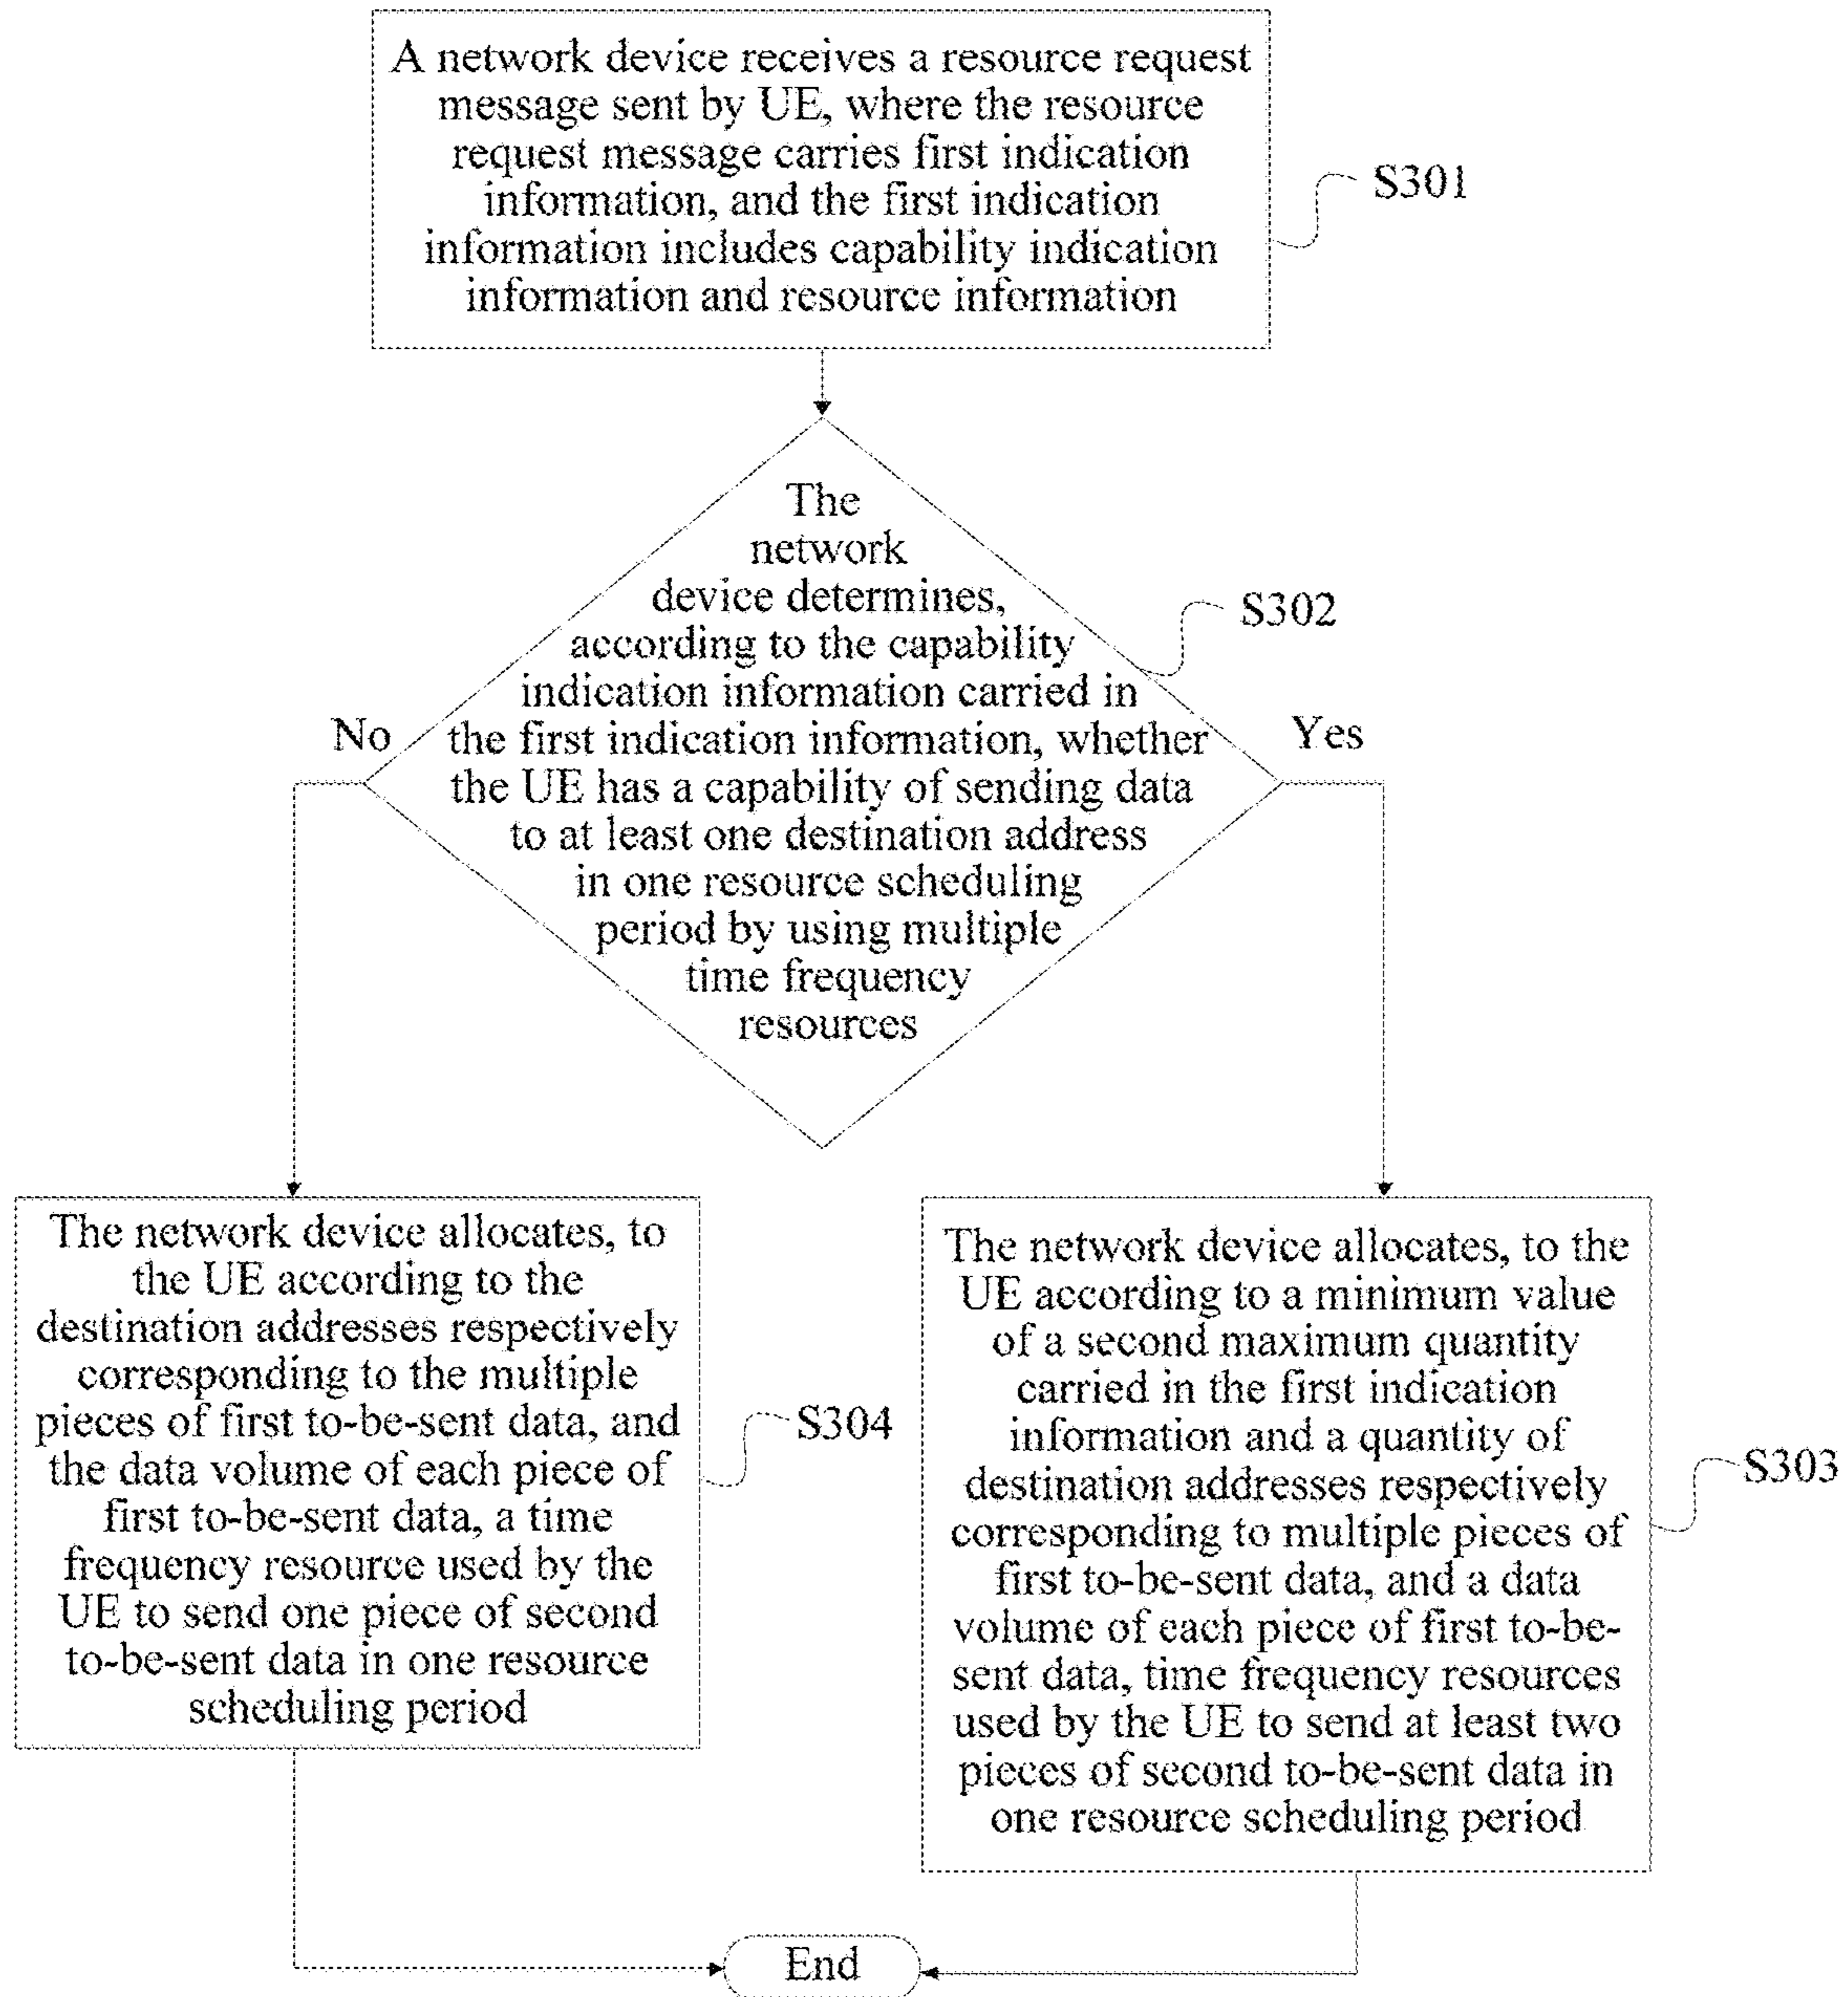 A network device receives a resource request
message sent by UE, where the resource
request message carries first indication
information, and the first indication
information includes capability indication
information and resource information
S301
The
network
device determines,
according to the capability
indication information carried in
the first indication information, whether
the UE has a capability of sending data
to at least one destination address
in one resource scheduling
period by using multiple
time frequency
resources
S302
No
Yes
The network device allocates, to
the UE according to the
destination addresses respectively
corresponding to the multiple
pieces of first to-be-sent data, and
the data volume of each piece of
first to-be-sent data, a time
frequency resource used by the
UE to send one piece of second
to-be-sent data in one resource
scheduling period
S304
The network device allocates, to the
UE according to a minimum value
of a second maximum quantity
carried in the first indication
information and a quantity of
destination addresses respectively
corresponding to multiple pieces of
first to-be-sent data, and a data
volume of each piece of first to-be-
sent data, time frequency resources
used by the UE to send at least two
pieces of second to-be-sent data in
one resource scheduling period
S303
End